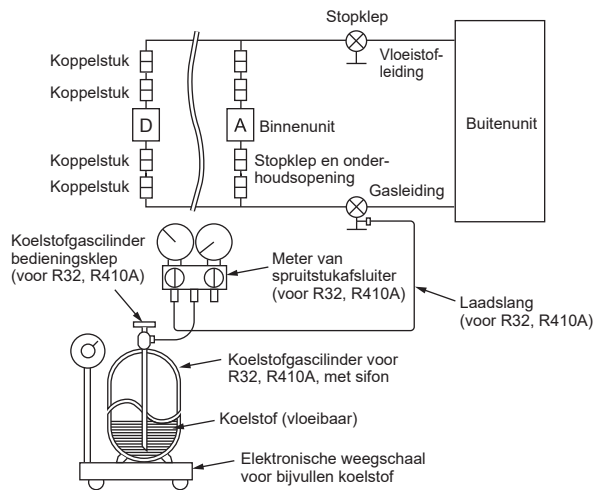 Stopklep
Koppelstuk
Vloeistof-
leiding
Koppelstuk
D
A
Binnenunit
Buitenunit
Koppelstuk
Stopklep en onder-
houdsopening
Koppelstuk
Gasleiding
Koelstofgascilinder
bedieningsklep
(voor R32, R410A)
Meter van
spruitstukafsluiter
(voor R32, R410A)
Laadslang
(voor R32, R410A)
Koelstofgascilinder voor
R32, R410A, met sifon
Koelstof (vloeibaar)
Elektronische weegschaal
voor bijvullen koelstof